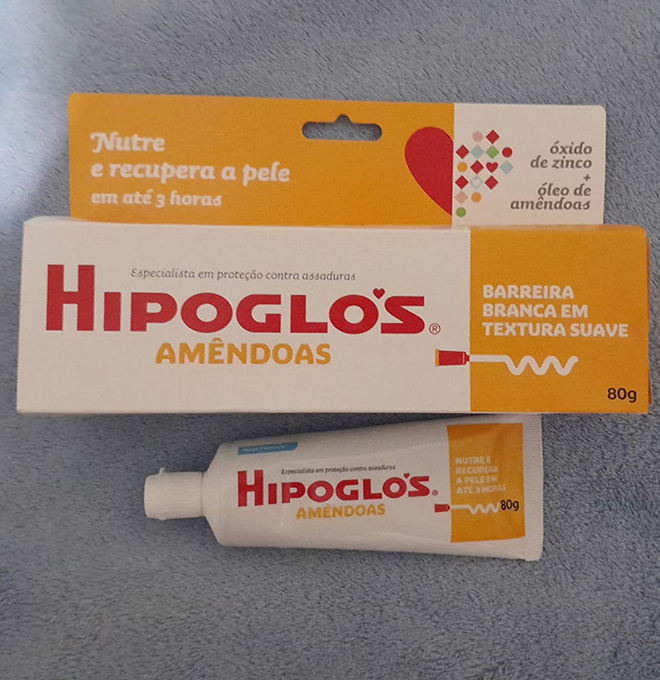 Nutre
e recupera a pele
em até 3 horas
óxido
de zinco
+
óleo de
amêndoas
Especialista em proteção contra assaduras
HIPOGLÓS®
AMÊNDOAS
BARREIRA
BRANCA EM
TEXTURA SUAVE
80g
Nova Fórmula
Especialista em proteção contra assaduras
HIPOGLÓS®
AMÊNDOAS
NUTRE E
RECUPERA
A PELE EM
ATÉ 3 HORAS
80g